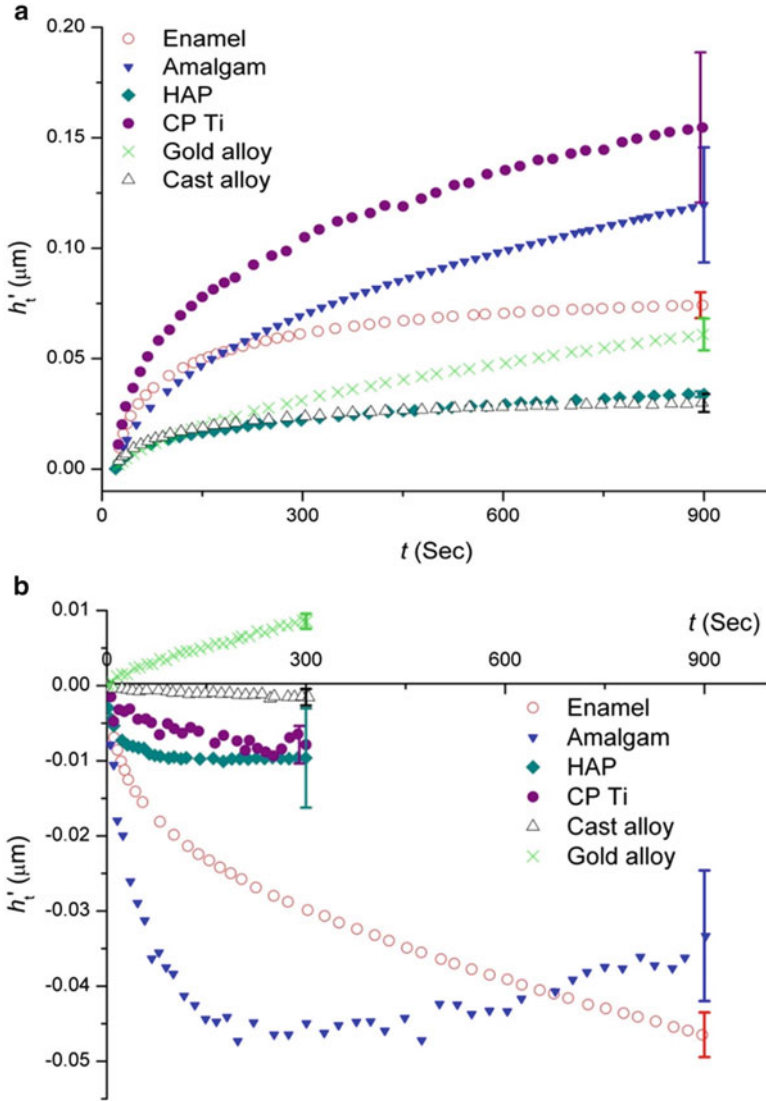 a
0.20
Enamel
Amalgam
HAP
CP Ti
Gold alloy
Cast alloy
0.15
0.10
0.05
0.00
hₜ' (μm)
0 300 600 900
t (Sec)
b
0.01
t (Sec)
0 300 600 900
0.00
Enamel
Amalgam
HAP
CP Ti
Cast alloy
Gold alloy
-0.01
-0.02
-0.03
-0.04
-0.05
hₜ' (μm)